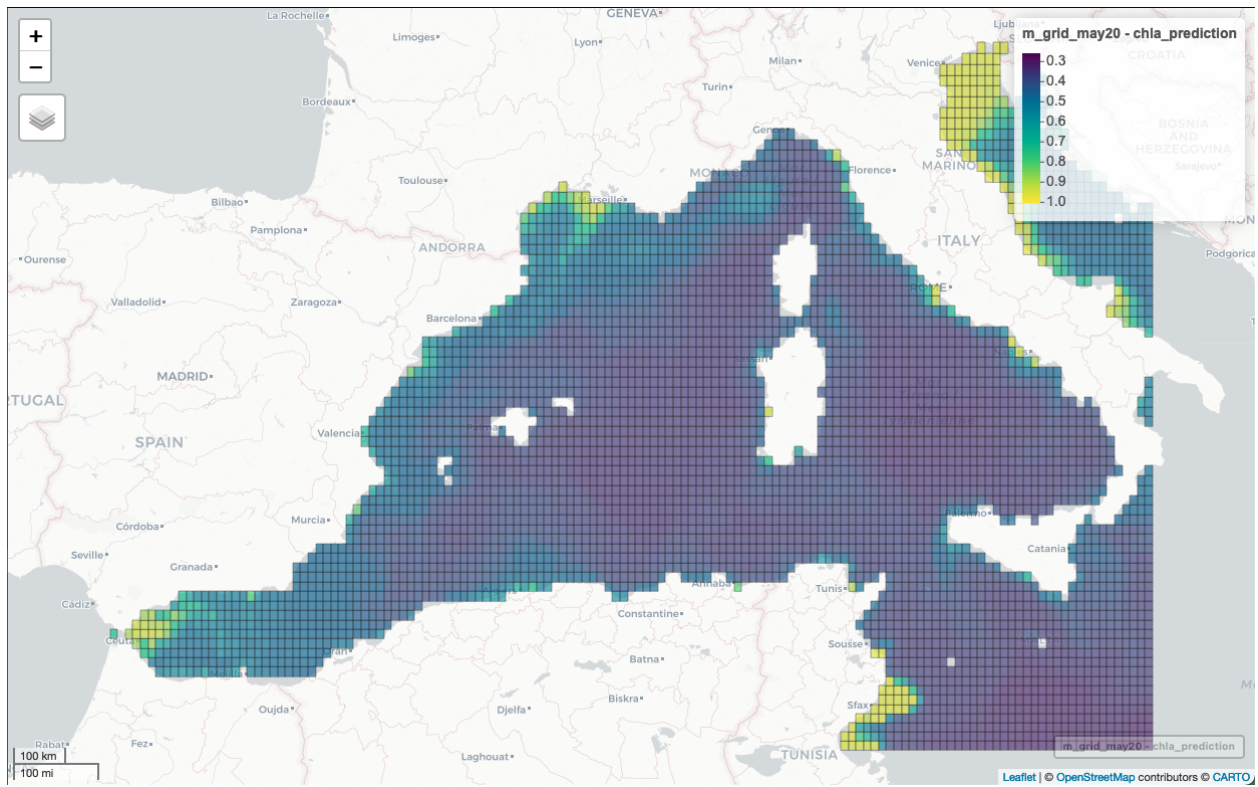 La Rochelle
GENEVA
Ljubljana
m_grid_may20 - chla_prediction
+
Limoges
Lyon
CROATIA
−
Venice
Milan
0.3
Turin
0.4
Bordeaux
0.5
BOSNIA
AND
HERZEGOVINA
0.6
Genoa
0.7
SAN
MARINO
Sarajevo
0.8
Toulouse
MONACO
Florence
0.9
Bilbao
Marseille
1.0
Pamplona
ANDORRA
ITALY
Podgorica
Ourense
ROME
Valladolid
Zaragoza
Barcelona
Naples
Sassari
MADRID
PORTUGAL
Palma
Valencia
SPAIN
Palermo
Murcia
Córdoba
Catania
Seville
Granada
Annaba
Tunis
Cádiz
Constantine
Ceuta
Sousse
Oran
Batna
Biskra
Sfax
Oujda
Djelfa
Rabat
Fez
m_grid_may20 - chla_prediction
100 km
Laghouat
TUNISIA
100 mi
Leaflet | © OpenStreetMap contributors © CARTO